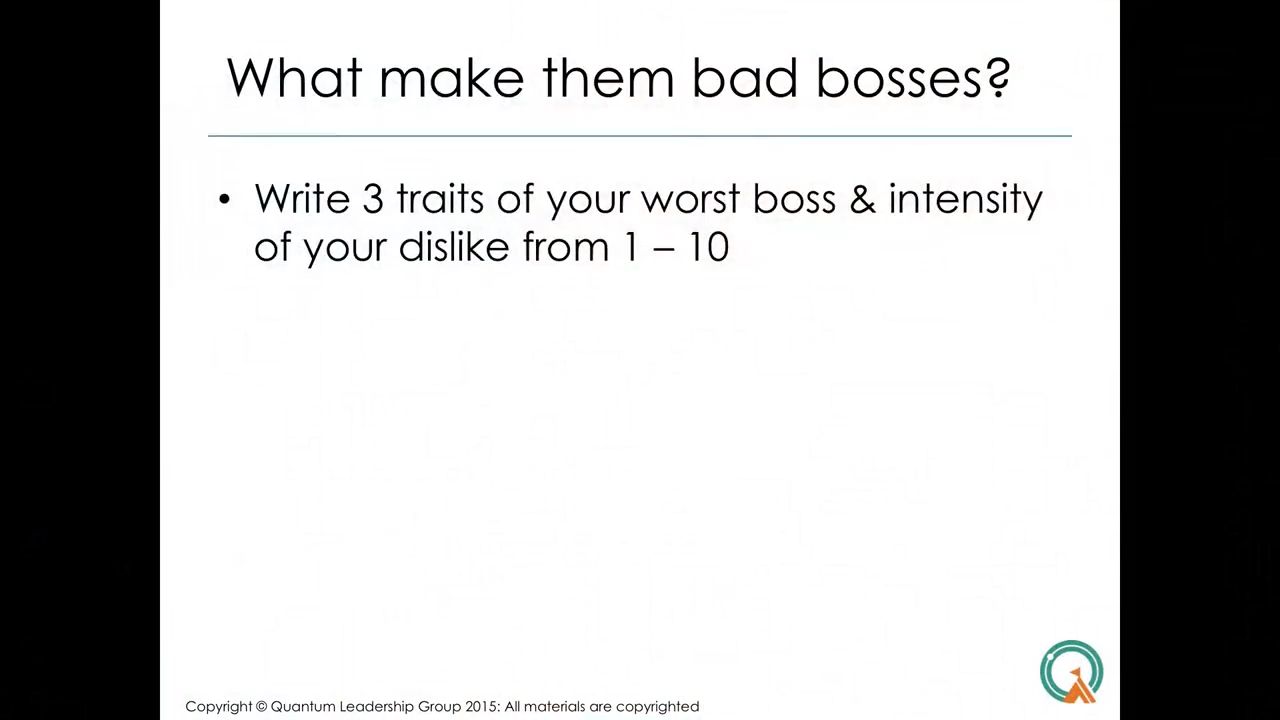 What make them bad bosses?
• Write 3 traits of your worst boss & intensity
of your dislike from 1 – 10
Copyright © Quantum Leadership Group 2015: All materials are copyrighted